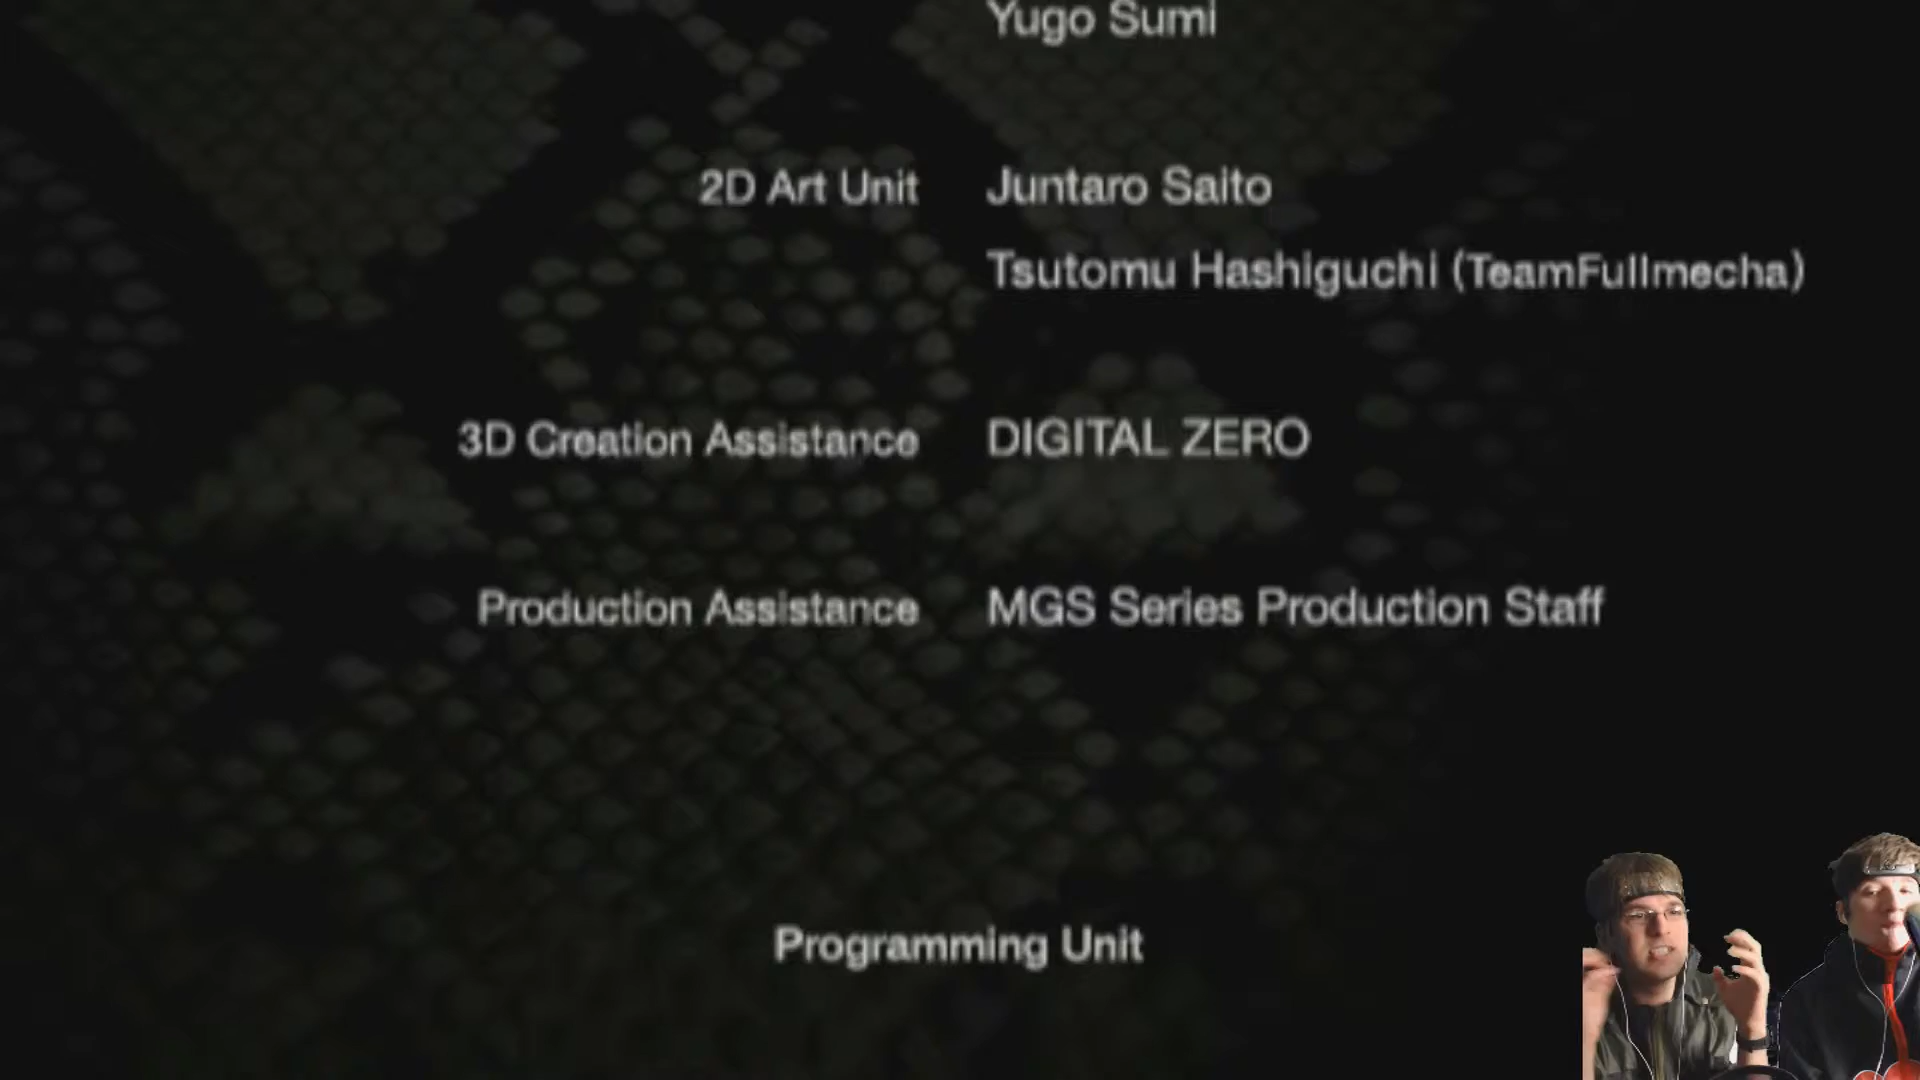 Yugo Sumi
2D Art Unit Juntaro Saito
Tsutomu Hashiguchi (TeamFullmecha)
3D Creation Assistance DIGITAL ZERO
Production Assistance MGS Series Production Staff
Programming Unit